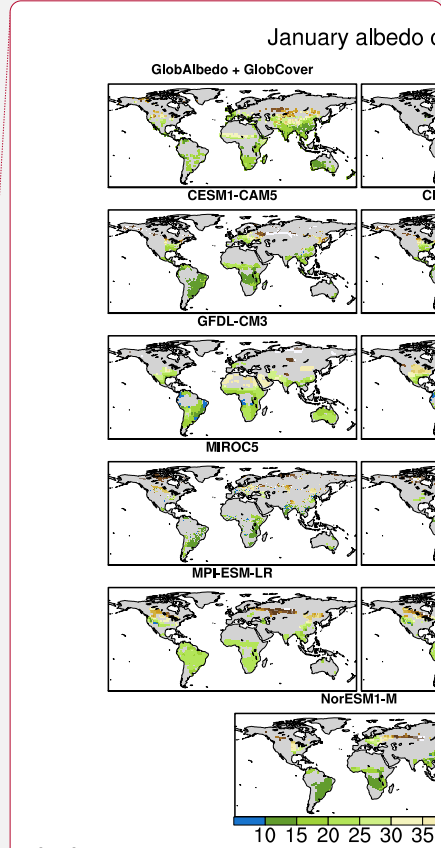 January albedo
GlobAlbedo + GlobCover
CESM1-CAM5
GFDL-CM3
MIROC5
MPI-ESM-LR
NorESM1-M
10 15 20 25 30 35